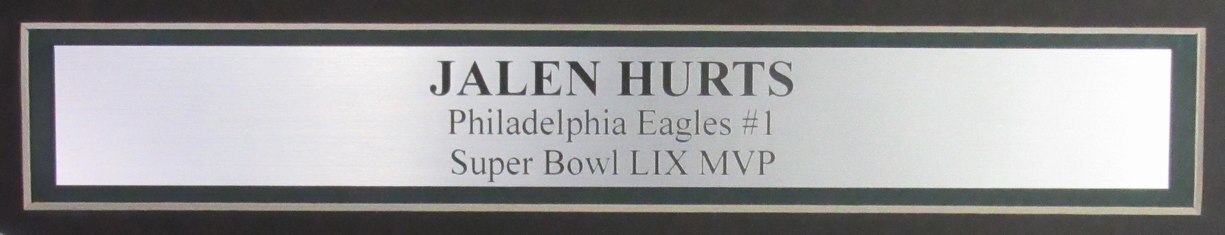 JALEN HURTS
Philadelphia Eagles #1
Super Bowl LIX MVP